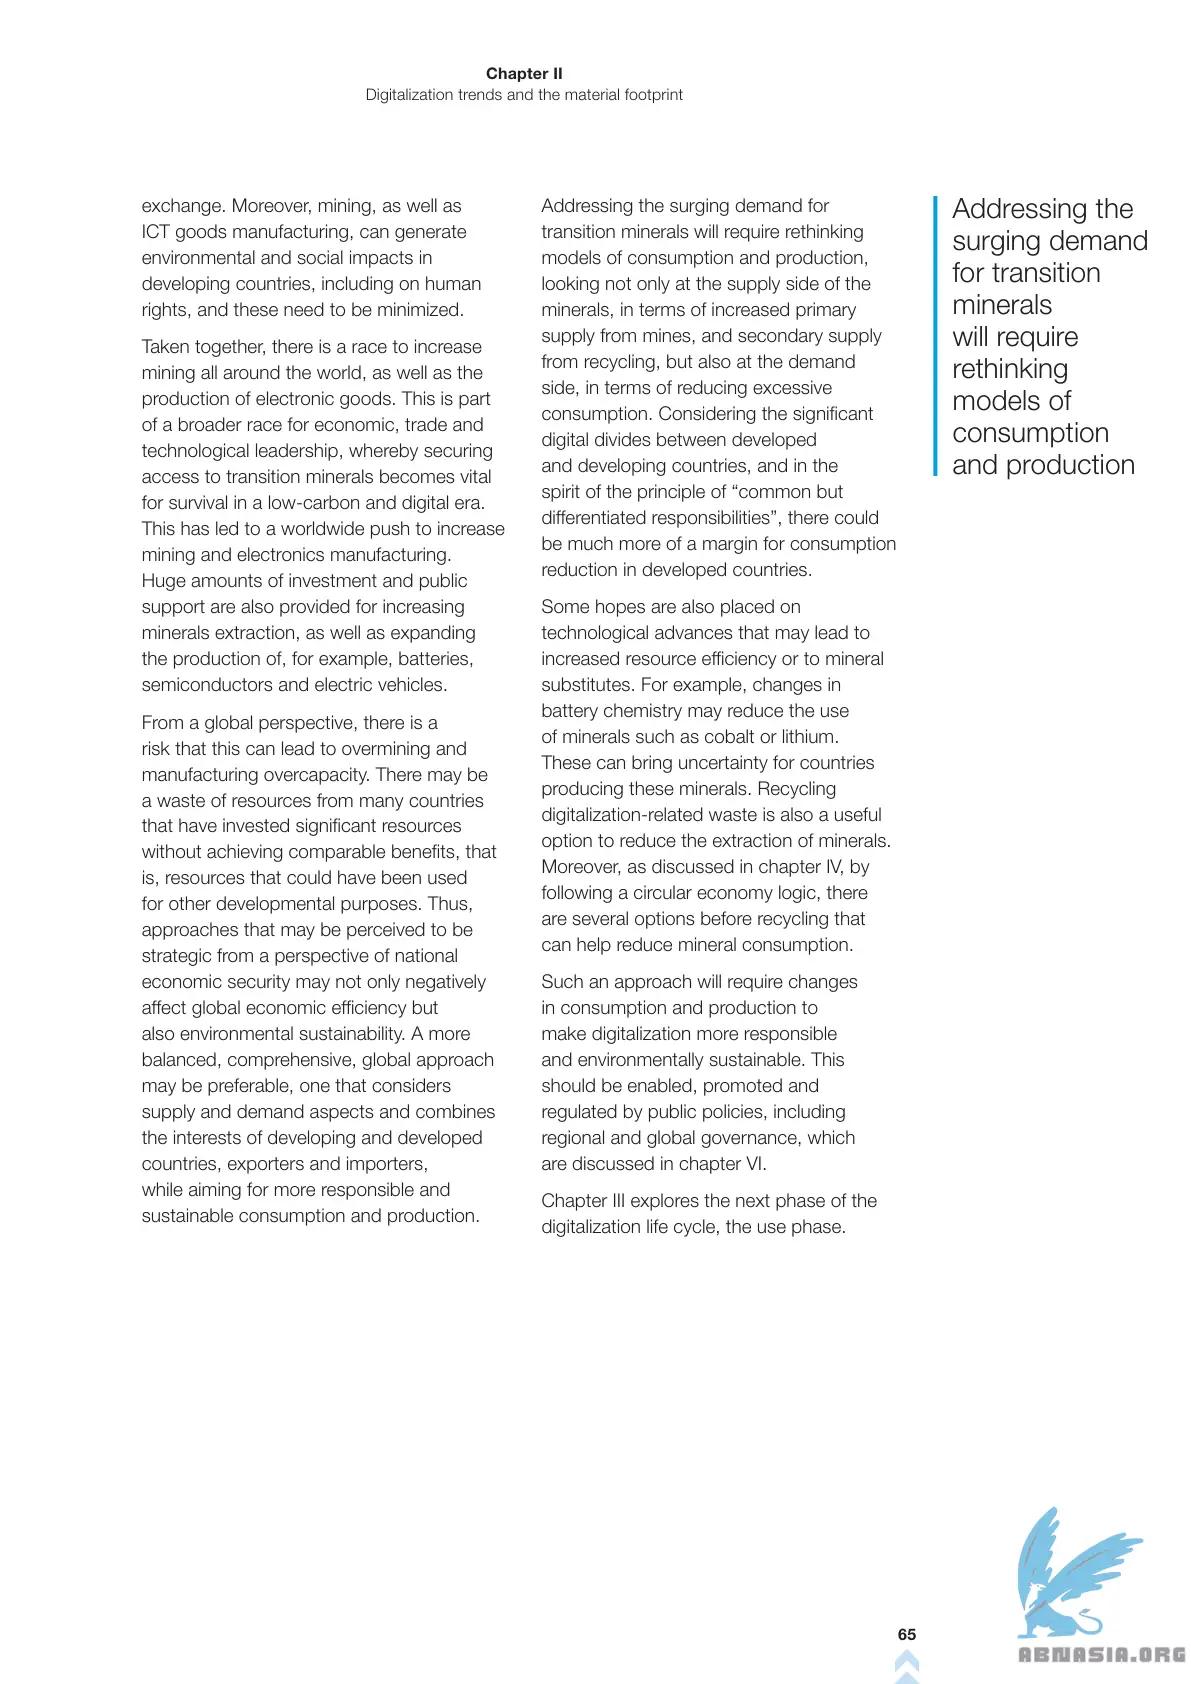 Chapter II
Digitalization trends and the material footprint
exchange. Moreover, mining, as well as
ICT goods manufacturing, can generate
environmental and social impacts in
developing countries, including on human
rights, and these need to be minimized.
Taken together, there is a race to increase
mining all around the world, as well as the
production of electronic goods. This is part
of a broader race for economic, trade and
technological leadership, whereby securing
access to transition minerals becomes vital
for survival in a low-carbon and digital era.
This has led to a worldwide push to increase
mining and electronics manufacturing.
Huge amounts of investment and public
support are also provided for increasing
minerals extraction, as well as expanding
the production of, for example, batteries,
semiconductors and electric vehicles.
From a global perspective, there is a
risk that this can lead to overmining and
manufacturing overcapacity. There may be
a waste of resources from many countries
that have invested significant resources
without achieving comparable benefits, that
is, resources that could have been used
for other developmental purposes. Thus,
approaches that may be perceived to be
strategic from a perspective of national
economic security may not only negatively
affect global economic efficiency but
also environmental sustainability. A more
balanced, comprehensive, global approach
may be preferable, one that considers
supply and demand aspects and combines
the interests of developing and developed
countries, exporters and importers,
while aiming for more responsible and
sustainable consumption and production.
Addressing the surging demand for
transition minerals will require rethinking
models of consumption and production,
looking not only at the supply side of the
minerals, in terms of increased primary
supply from mines, and secondary supply
from recycling, but also at the demand
side, in terms of reducing excessive
consumption. Considering the significant
digital divides between developed
and developing countries, and in the
spirit of the principle of “common but
differentiated responsibilities”, there could
be much more of a margin for consumption
reduction in developed countries.
Some hopes are also placed on
technological advances that may lead to
increased resource efficiency or to mineral
substitutes. For example, changes in
battery chemistry may reduce the use
of minerals such as cobalt or lithium.
These can bring uncertainty for countries
producing these minerals. Recycling
digitalization-related waste is also a useful
option to reduce the extraction of minerals.
Moreover, as discussed in chapter IV, by
following a circular economy logic, there
are several options before recycling that
can help reduce mineral consumption.
Such an approach will require changes
in consumption and production to
make digitalization more responsible
and environmentally sustainable. This
should be enabled, promoted and
regulated by public policies, including
regional and global governance, which
are discussed in chapter VI.
Chapter III explores the next phase of the
digitalization life cycle, the use phase.
Addressing the
surging demand
for transition
minerals
will require
rethinking
models of
consumption
and production
65
ABNASIA.ORG